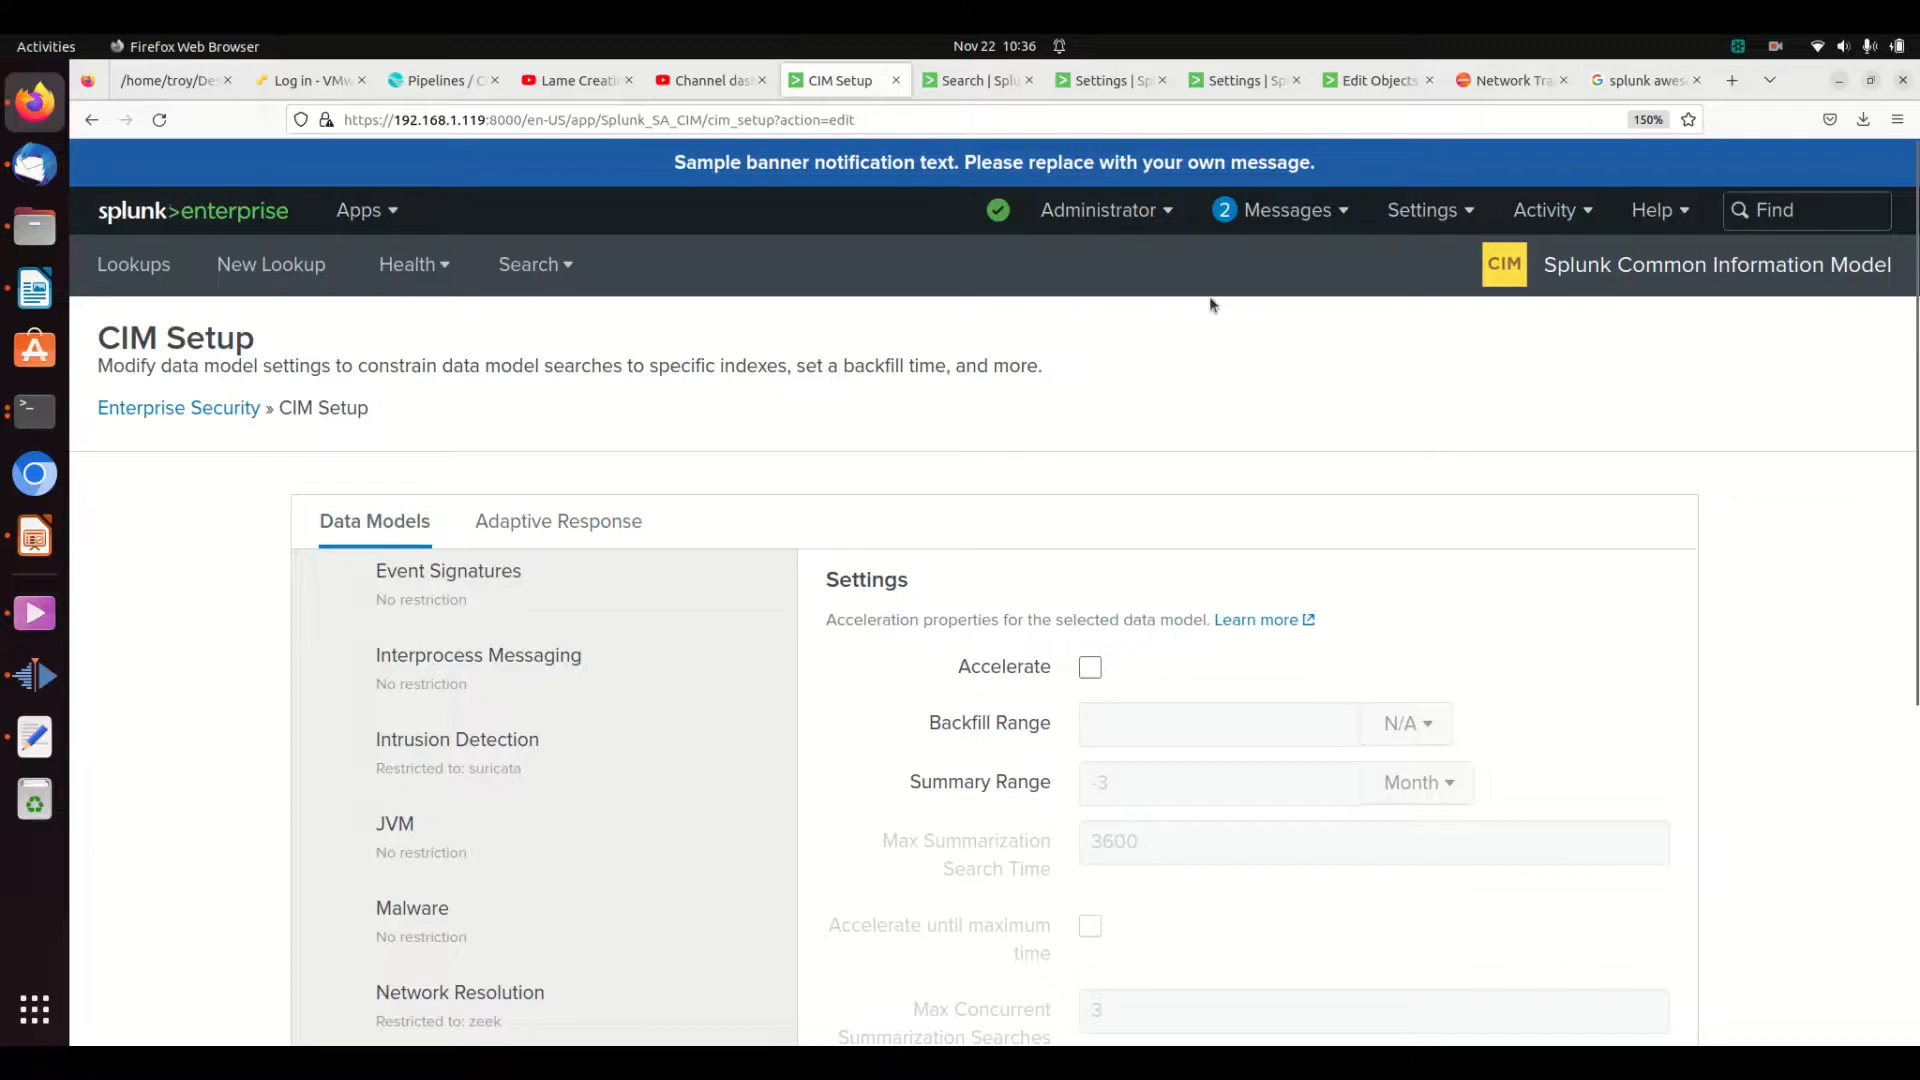 Activities
Firefox Web Browser
Nov 22 10:36
/home/troy/De
Log in - VMw
Pipelines / C
Lame Creati
Channel das
CIM Setup
Search | Splu
Settings | Spl
Settings | Spl
Edit Objects
Network Tra
splunk awes
https://192.168.1.119:8000/en-US/app/Splunk_SA_CIM/cim_setup?action=edit
150%
Sample banner notification text. Please replace with your own message.
splunk>enterprise
Apps
Administrator
2 Messages
Settings
Activity
Help
Find
Lookups
New Lookup
Health
Search
CIM
Splunk Common Information Model
CIM Setup
Modify data model settings to constrain data model searches to specific indexes, set a backfill time, and more.
Enterprise Security » CIM Setup
Data Models
Adaptive Response
Event Signatures
No restriction
Interprocess Messaging
No restriction
Intrusion Detection
Restricted to: suricata
JVM
No restriction
Malware
No restriction
Network Resolution
Restricted to: zeek
Settings
Acceleration properties for the selected data model. Learn more
Accelerate
Backfill Range
N/A
Summary Range
-3
Month
Max Summarization
Search Time
3600
Accelerate until maximum
time
Max Concurrent
Summarization Searches
3